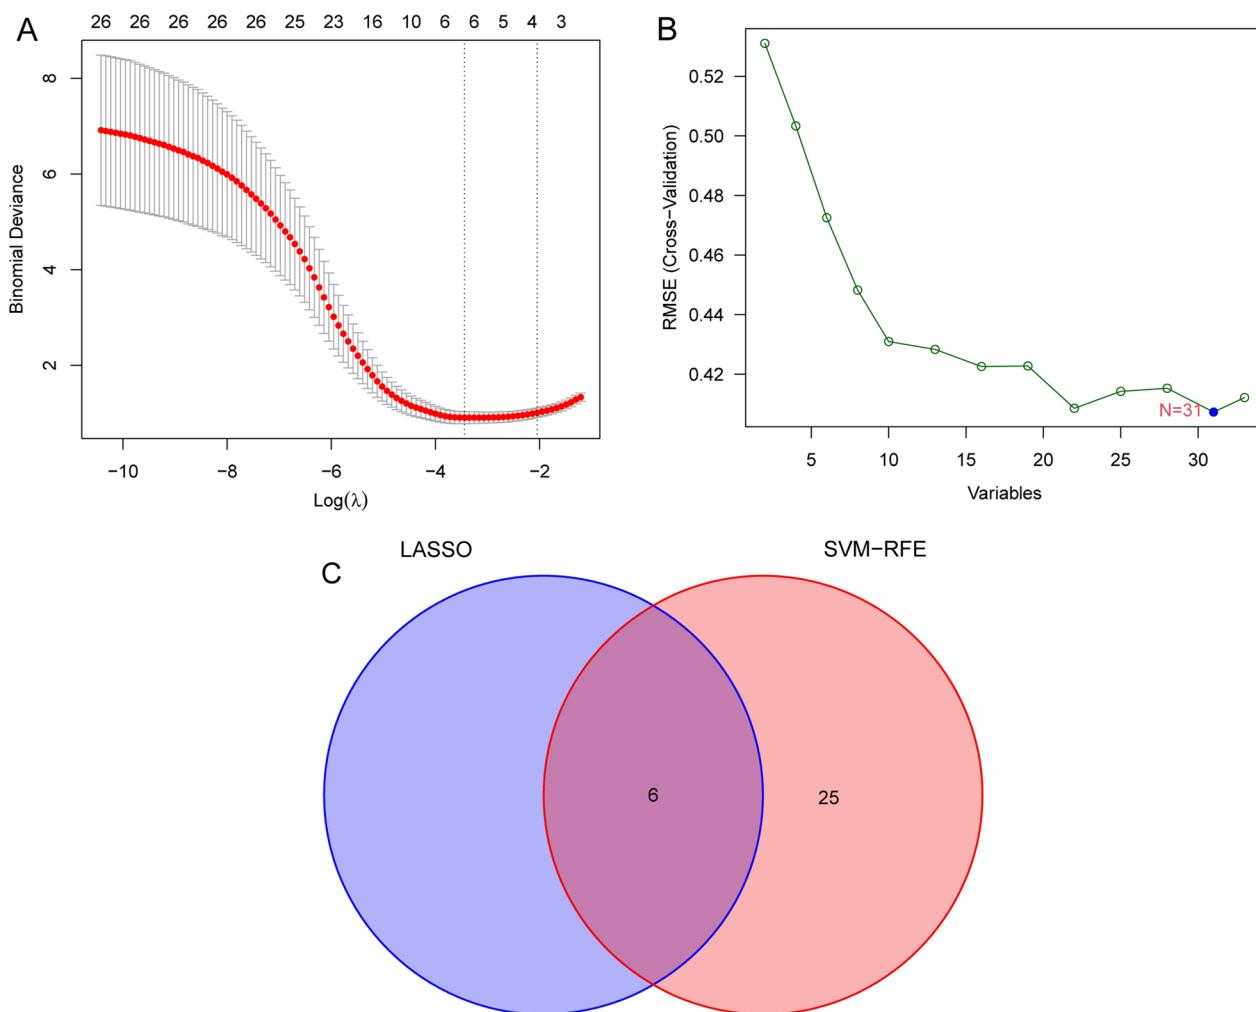 A
26 26 26 26 26 25 23 16 10 6 6 5 4 3
8
6
4
2
Binomial Deviance
−10 −8 −6 −4 −2
Log(λ)
B
0.52
0.50
0.48
0.46
0.44
0.42
RMSE (Cross−Validation)
N=31
5 10 15 20 25 30
Variables
C
LASSO
SVM−RFE
6
25